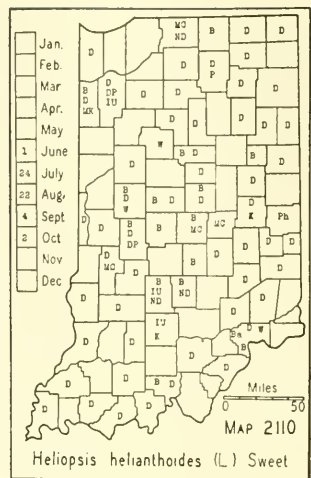 Jan.
Feb.
Mar
Apr.
May
1 June
24 July
22 Aug.
4 Sept
2 Oct
Nov
Dec
MC
ND
B
D
D
D
D
D
D
D
P
D
D
D
D
DP
IU
B
D
MK
D
D
D
W
B D
B
D
D
B
D
W
B D
B
D
D
D
B
D
DP
D
D
B
MC
MC
D
K
Ph
D
MC
B
IU
ND
B
ND
D
D
D
IU
K
D
W
B
D
B D
Miles
0 50
MAP 2110
Heliopsis helianthoides (L) Sweet